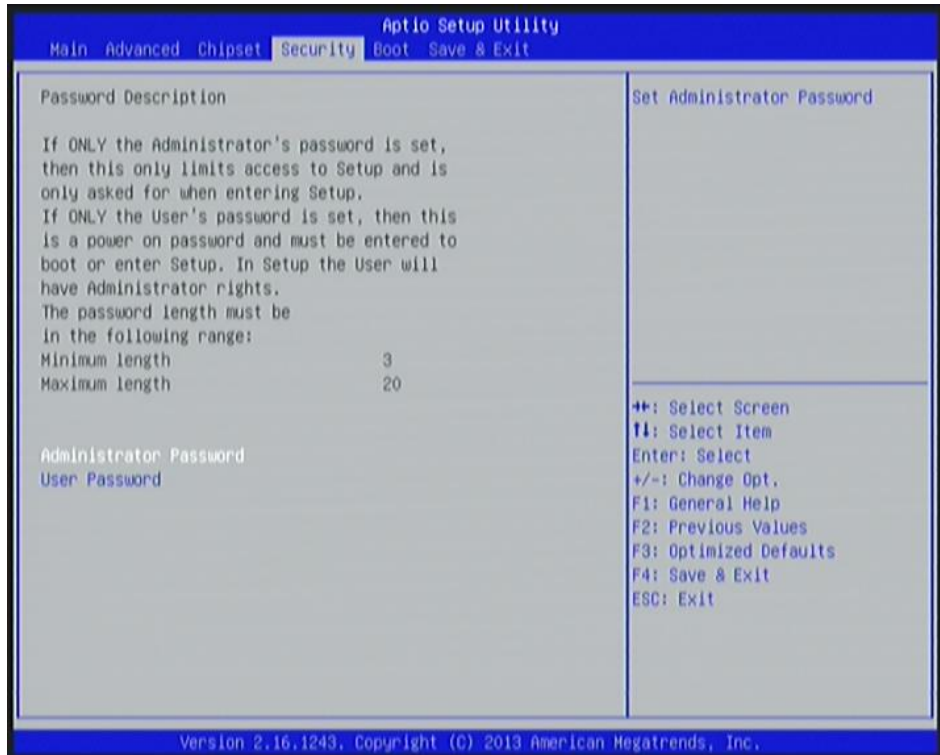 Aptio Setup Utility
Main Advanced Chipset Security Boot Save & Exit
Password Description
If ONLY the Administrator's password is set,
then this only limits access to Setup and is
only asked for when entering Setup.
If ONLY the User's password is set, then this
is a power on password and must be entered to
boot or enter Setup. In Setup the User will
have Administrator rights.
The password length must be
in the following range:
Minimum length 3
Maximum length 20
Administrator Password
User Password
Set Administrator Password
→←: Select Screen
↑↓: Select Item
Enter: Select
+/-: Change Opt.
F1: General Help
F2: Previous Values
F3: Optimized Defaults
F4: Save & Exit
ESC: Exit
Version 2.16.1243. Copyright (C) 2013 American Megatrends, Inc.